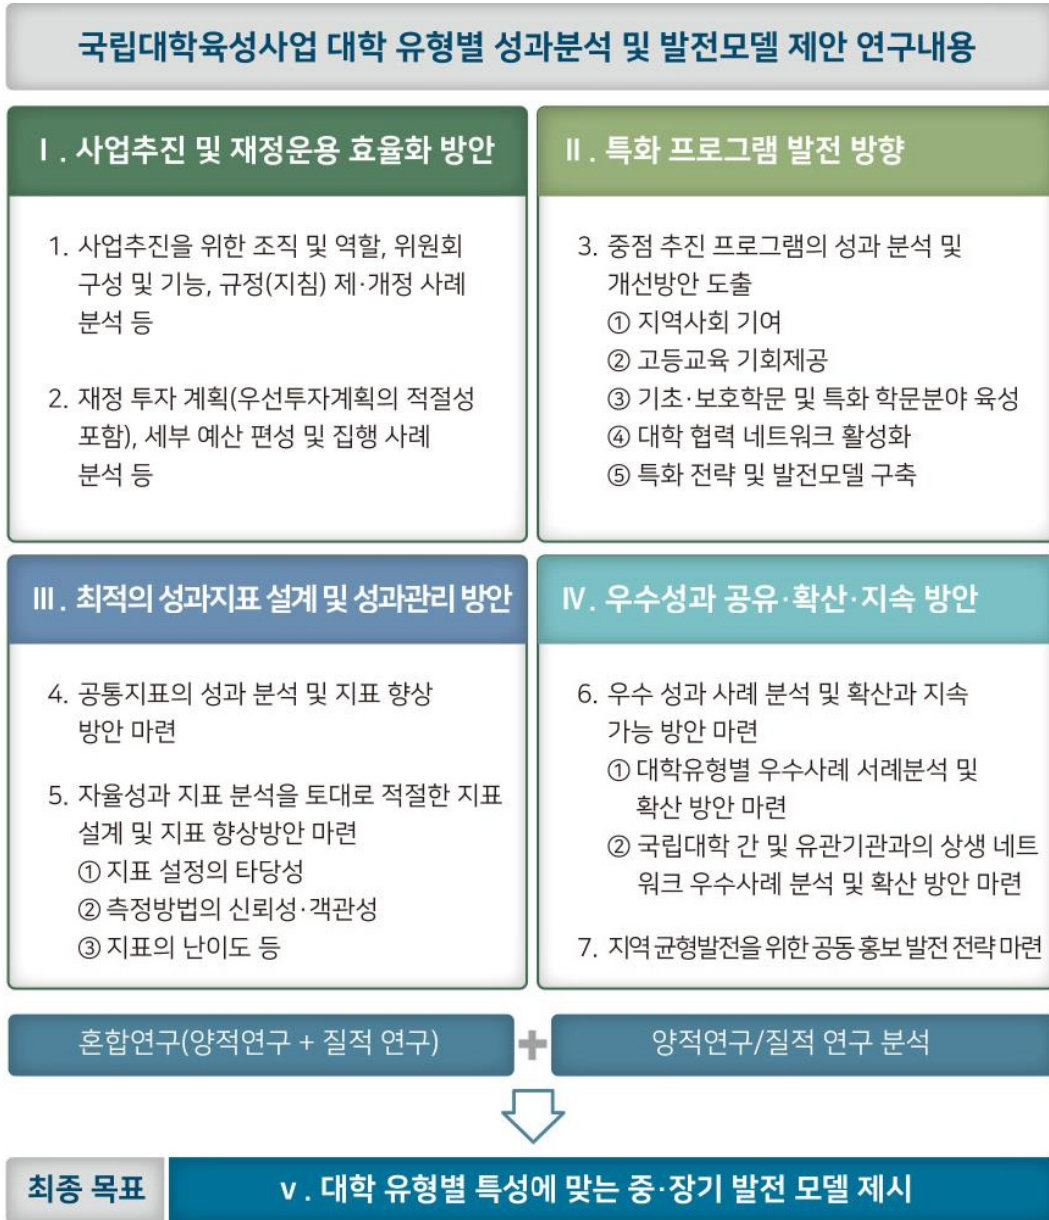 국립대학육성사업 대학 유형별 성과분석 및 발전모델 제안 연구내용
Ⅰ. 사업추진 및 재정운용 효율화 방안
1. 사업추진을 위한 조직 및 역할, 위원회
구성 및 기능, 규정(지침) 제·개정 사례
분석 등
2. 재정 투자 계획(우선투자계획의 적절성
포함), 세부 예산 편성 및 집행 사례
분석 등
Ⅱ. 특화 프로그램 발전 방향
3. 중점 추진 프로그램의 성과 분석 및
개선방안 도출
① 지역사회 기여
② 고등교육 기회제공
③ 기초·보호학문 및 특화 학문분야 육성
④ 대학 협력 네트워크 활성화
⑤ 특화 전략 및 발전모델 구축
Ⅲ. 최적의 성과지표 설계 및 성과관리 방안
4. 공통지표의 성과 분석 및 지표 향상
방안 마련
5. 자율성과 지표 분석을 토대로 적절한 지표
설계 및 지표 향상방안 마련
① 지표 설정의 타당성
② 측정방법의 신뢰성·객관성
③ 지표의 난이도 등
Ⅳ. 우수성과 공유·확산·지속 방안
6. 우수 성과 사례 분석 및 확산과 지속
가능 방안 마련
① 대학유형별 우수사례 서례분석 및
확산 방안 마련
② 국립대학 간 및 유관기관과의 상생 네트
워크 우수사례 분석 및 확산 방안 마련
7. 지역 균형발전을 위한 공동 홍보 발전 전략 마련
혼합연구(양적연구 + 질적 연구)
+
양적연구/질적 연구 분석
최종 목표
v. 대학 유형별 특성에 맞는 중·장기 발전 모델 제시